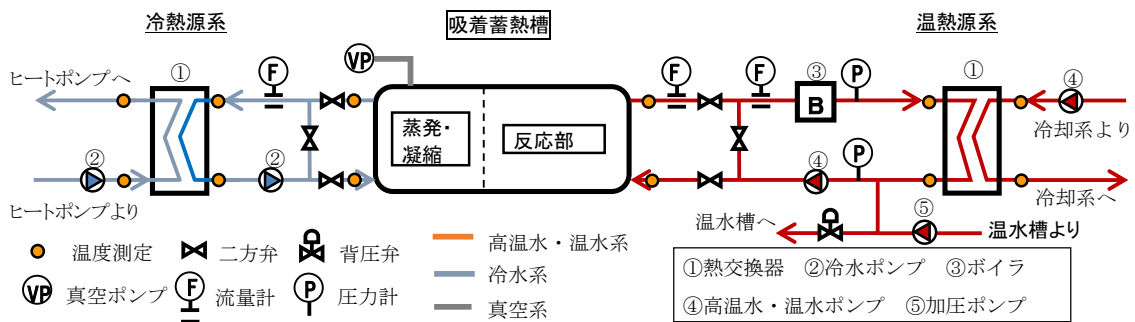 冷熱源系
吸着蓄熱槽
温熱源系
ヒートポンプへ
①
F
VP
F
F
③
P
①
④
B
冷却系より
蒸発・
凝縮
反応部
②
②
④
P
ヒートポンプより
冷却系へ
温水槽へ
⑤
温水槽より
温度測定
二方弁
背圧弁
高温水・温水系
冷水系
真空系
VP
真空ポンプ
F
流量計
P
圧力計
①熱交換器 ②冷水ポンプ ③ボイラ
④高温水・温水ポンプ ⑤加圧ポンプ